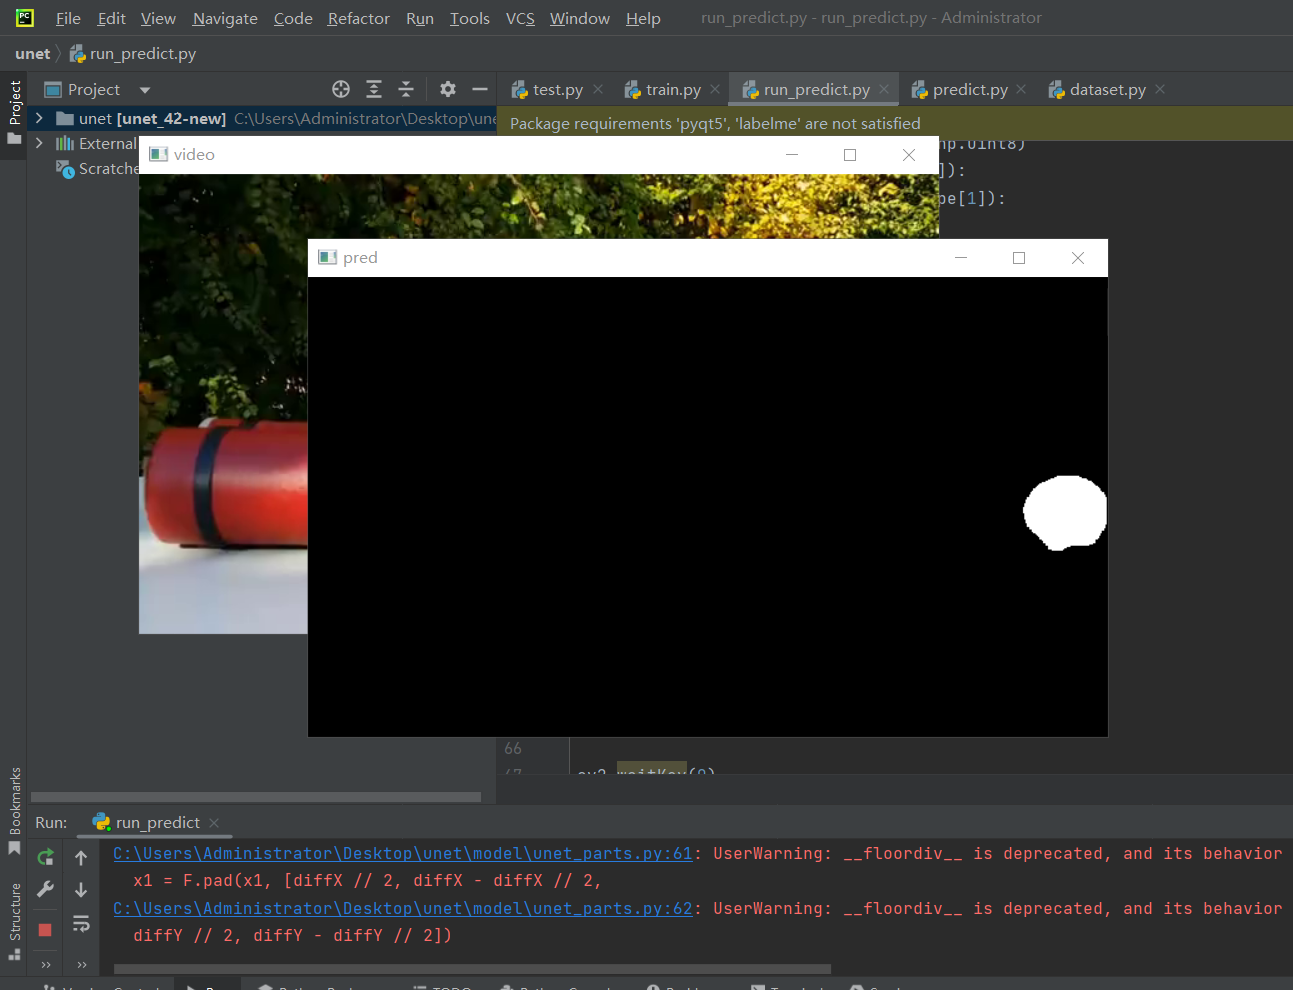 File Edit View Navigate Code Refactor Run Tools VCS Window Help run_predict.py - run_predict.py - Administrator
unet run_predict.py
Project
Project
test.py train.py run_predict.py predict.py dataset.py
unet [unet_42-new] C:\Users\Administrator\Desktop\une
Package requirements 'pyqt5', 'labelme' are not satisfied
External
np.uint8)
video
Scratche
]):
pe[1]):
pred
66
67
cv2.waitKey(0)
Bookmarks
Structure
Run: run_predict
C:\Users\Administrator\Desktop\unet\model\unet_parts.py:61: UserWarning: __floordiv__ is deprecated, and its behavior
x1 = F.pad(x1, [diffX // 2, diffX - diffX // 2,
C:\Users\Administrator\Desktop\unet\model\unet_parts.py:62: UserWarning: __floordiv__ is deprecated, and its behavior
diffY // 2, diffY - diffY // 2])